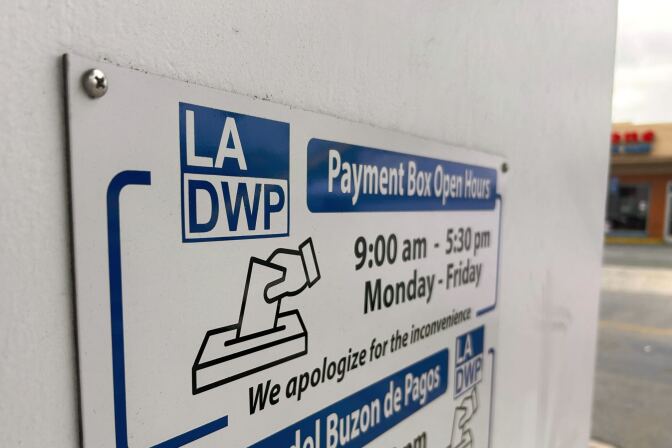 LA
DWP
Payment Box Open Hours
9:00 am - 5:30 pm
Monday - Friday
We apologize for the inconvenience
LA
DWP
del Buzon de Pagos
pm